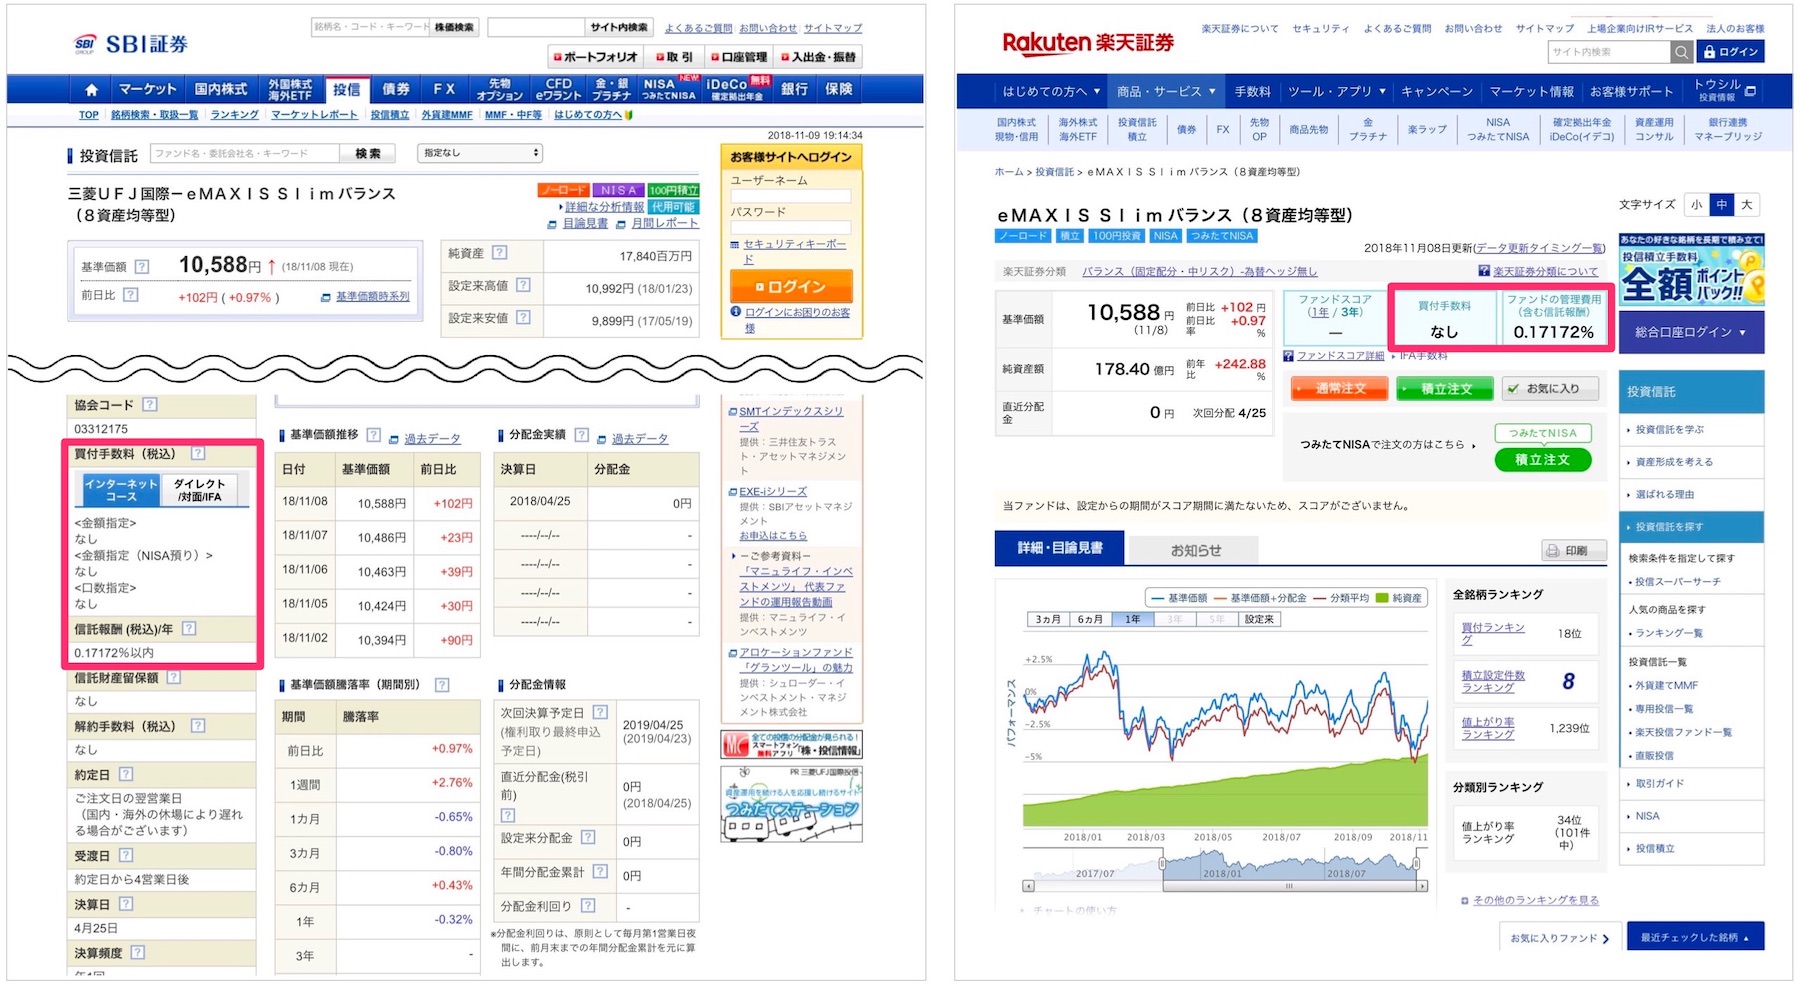 銘柄名・コード・キーワード 株価検索 サイト内検索 よくあるご質問 お問い合わせ サイトマップ
SBI GROUP SBI証券
ポートフォリオ 取引 口座管理 入出金・振替
マーケット 国内株式 外国株式 海外ETF 投信 債券 FX 先物 オプション CFD eワラント 金・銀 プラチナ NISA つみたてNISA NEW iDeCo 確定拠出年金 無料 銀行 保険
TOP 銘柄検索・取扱一覧 ランキング マーケットレポート 投信積立 外貨建MMF MMF・中F等 はじめての方へ
2018-11-09 19:14:34
投資信託 ファンド名・委託会社名・キーワード 検索 指定なし
三菱UFJ国際-eMAXIS Slim バランス
（8資産均等型）
ノーロード NISA 100円積立
詳細な分析情報 代用可能
目論見書 月間レポート
基準価額 ? 10,588円 ↑ (18/11/08 現在)
前日比 ? +102円 ( +0.97% ) 基準価額時系列
純資産 ? 17,840百万円
設定来高値 ? 10,992円 (18/01/23)
設定来安値 ? 9,899円 (17/05/19)
お客様サイトへログイン
ユーザーネーム
パスワード
セキュリティキーボー
ド
ログイン
ログインにお困りのお客
様
協会コード ?
03312175
買付手数料（税込） ?
インターネット
コース
ダイレクト
/対面/IFA
<金額指定>
なし
<金額指定（NISA預り）>
なし
<口数指定>
なし
信託報酬 (税込)/年 ?
0.17172%以内
信託財産留保額 ?
なし
解約手数料（税込） ?
なし
約定日 ?
ご注文日の翌営業日
（国内・海外の休場により遅れ
る場合がございます）
受渡日 ?
約定日から4営業日後
決算日 ?
4月25日
決算頻度 ?
年1回
基準価額推移 ? 過去データ
日付 基準価額 前日比
18/11/08 10,588円 +102円
18/11/07 10,486円 +23円
18/11/06 10,463円 +39円
18/11/05 10,424円 +30円
18/11/02 10,394円 +90円
分配金実績 ? 過去データ
決算日 分配金
2018/04/25 0円
----/--/-- -
----/--/-- -
----/--/-- -
----/--/-- -
基準価額騰落率（期間別） ?
期間 騰落率
前日比 +0.97%
1週間 +2.76%
1カ月 -0.65%
3カ月 -0.80%
6カ月 +0.43%
1年 -0.32%
3年 -
分配金情報
次回決算予定日 ?
(権利取り最終申込
予定日)
2019/04/25
(2019/04/23)
直近分配金(税引
前)
?
0円
(2018/04/25)
設定来分配金 ? 0円
年間分配金累計 ? 0円
分配金利回り ? -
※分配金利回りは、原則として毎月第1営業日夜
間に、前月末までの年間分配金累計を元に算
出します。
SMTインデックスシリ
ーズ
提供：三井住友トラス
ト・アセットマネジメン
ト
EXE-iシリーズ
提供：SBIアセットマネジ
メント
お申込はこちら
-ご参考資料-
「マニュライフ・インベ
ストメンツ」 代表ファ
ンドの運用報告動画
提供：マニュライフ・イ
ンベストメンツ
アロケーションファンド
「グランツール」の魅力
提供：シュローダー・イ
ンベストメント・マネジ
メント株式会社
全ての投信の分配金が見られる！
スマートフォン
無料アプリ「株・投信情報」
PR 三菱UFJ国際投信
資産運用を続ける人を応援し続けるサイト
つみたてステーション
楽天証券について セキュリティ よくあるご質問 お問い合わせ サイトマップ 上場企業向けIRサービス 法人のお客様
Rakuten 楽天証券
サイト内検索 ログイン
はじめての方へ ▼ 商品・サービス ▼ 手数料 ツール・アプリ ▼ キャンペーン マーケット情報 お客様サポート トウシル 投資情報
国内株式 現物・信用 海外株式 海外ETF 投資信託 積立 債券 FX 先物 OP 商品先物 金 プラチナ 楽ラップ NISA つみたてNISA 確定拠出年金 iDeCo(イデコ) 資産運用 コンサル 銀行連携 マネーブリッジ
ホーム > 投資信託 > eMAXIS Slim バランス（8資産均等型）
文字サイズ 小 中 大
eMAXIS Slim バランス（8資産均等型）
ノーロード 積立 100円投資 NISA つみたてNISA
2018年11月08日更新(データ更新タイミング一覧)
楽天証券分類 バランス（固定配分・中リスク）-為替ヘッジ無し ? 楽天証券分類について
基準価額 10,588 円 (11/8) 前日比 +102 円 前日比率 +0.97 %
純資産額 178.40 億円 前年比 +242.88 %
直近分配金 0 円 次回分配 4/25
ファンドスコア
(1年 / 3年)
—
買付手数料
なし
ファンドの管理費用
(含む信託報酬)
0.17172%
? ファンドスコア詳細 IFA手数料
通常注文 積立注文 お気に入り
つみたてNISAで注文の方はこちら つみたてNISA
積立注文
当ファンドは、設定からの期間がスコア期間に満たないため、スコアがございません。
詳細・目論見書 お知らせ 印刷
基準価額 基準価額+分配金 分類平均 純資産
3ヵ月 6ヵ月 1年 3年 5年 設定来
パフォーマンス
+2.5%
0%
-2.5%
-5%
2018/01 2018/03 2018/05 2018/07 2018/09 2018/11
2017/07 2018/01 2018/07
チャートの使い方
全銘柄ランキング
買付ランキング 18位
積立設定件数ランキング 8
値上がり率ランキング 1,239位
分類別ランキング
値上がり率ランキング 34位（101件中）
その他のランキングを見る
あなたの好きな銘柄を長期で積み立て!
投信積立手数料
全額ポイントバック!!
総合口座ログイン ▼
投資信託
投資信託を学ぶ
資産形成を考える
選ばれる理由
投資信託を探す
検索条件を指定して探す
投信スーパーサーチ
人気の商品を探す
ランキング一覧
投資信託一覧
外貨建てMMF
専用投信一覧
楽天投信ファンド一覧
直販投信
取引ガイド
NISA
投信積立
お気に入りファンド 最近チェックした銘柄 ▲